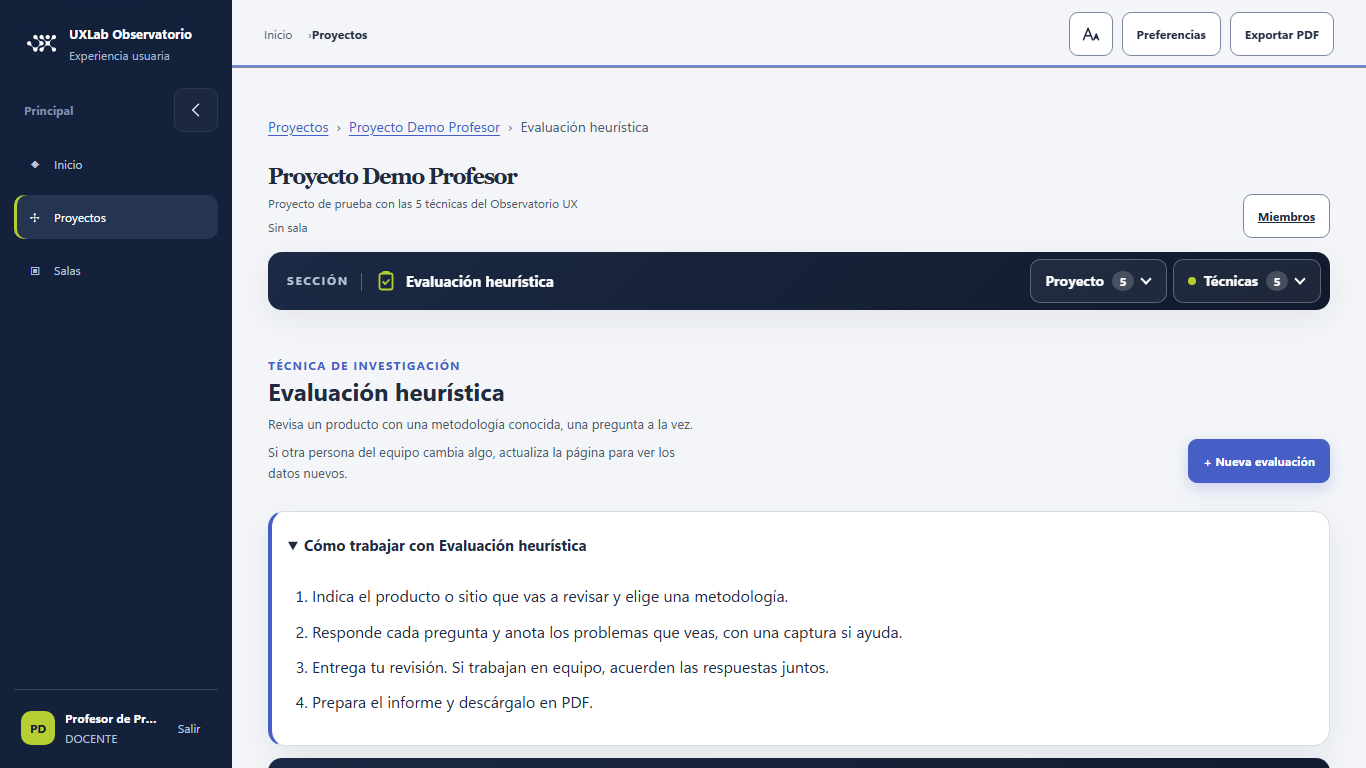 UXLab Observatorio
Experiencia usuaria
Principal
Inicio
Proyectos
Salas
PD
Profesor de Pr...
DOCENTE
Salir
Inicio ›Proyectos
AA
Preferencias
Exportar PDF
Proyectos › Proyecto Demo Profesor › Evaluación heurística
Proyecto Demo Profesor
Proyecto de prueba con las 5 técnicas del Observatorio UX
Sin sala
Miembros
SECCIÓN
Evaluación heurística
Proyecto 5
Técnicas 5
TÉCNICA DE INVESTIGACIÓN
Evaluación heurística
Revisa un producto con una metodología conocida, una pregunta a la vez.
Si otra persona del equipo cambia algo, actualiza la página para ver los
datos nuevos.
+ Nueva evaluación
▼ Cómo trabajar con Evaluación heurística
1. Indica el producto o sitio que vas a revisar y elige una metodología.
2. Responde cada pregunta y anota los problemas que veas, con una captura si ayuda.
3. Entrega tu revisión. Si trabajan en equipo, acuerden las respuestas juntos.
4. Prepara el informe y descárgalo en PDF.